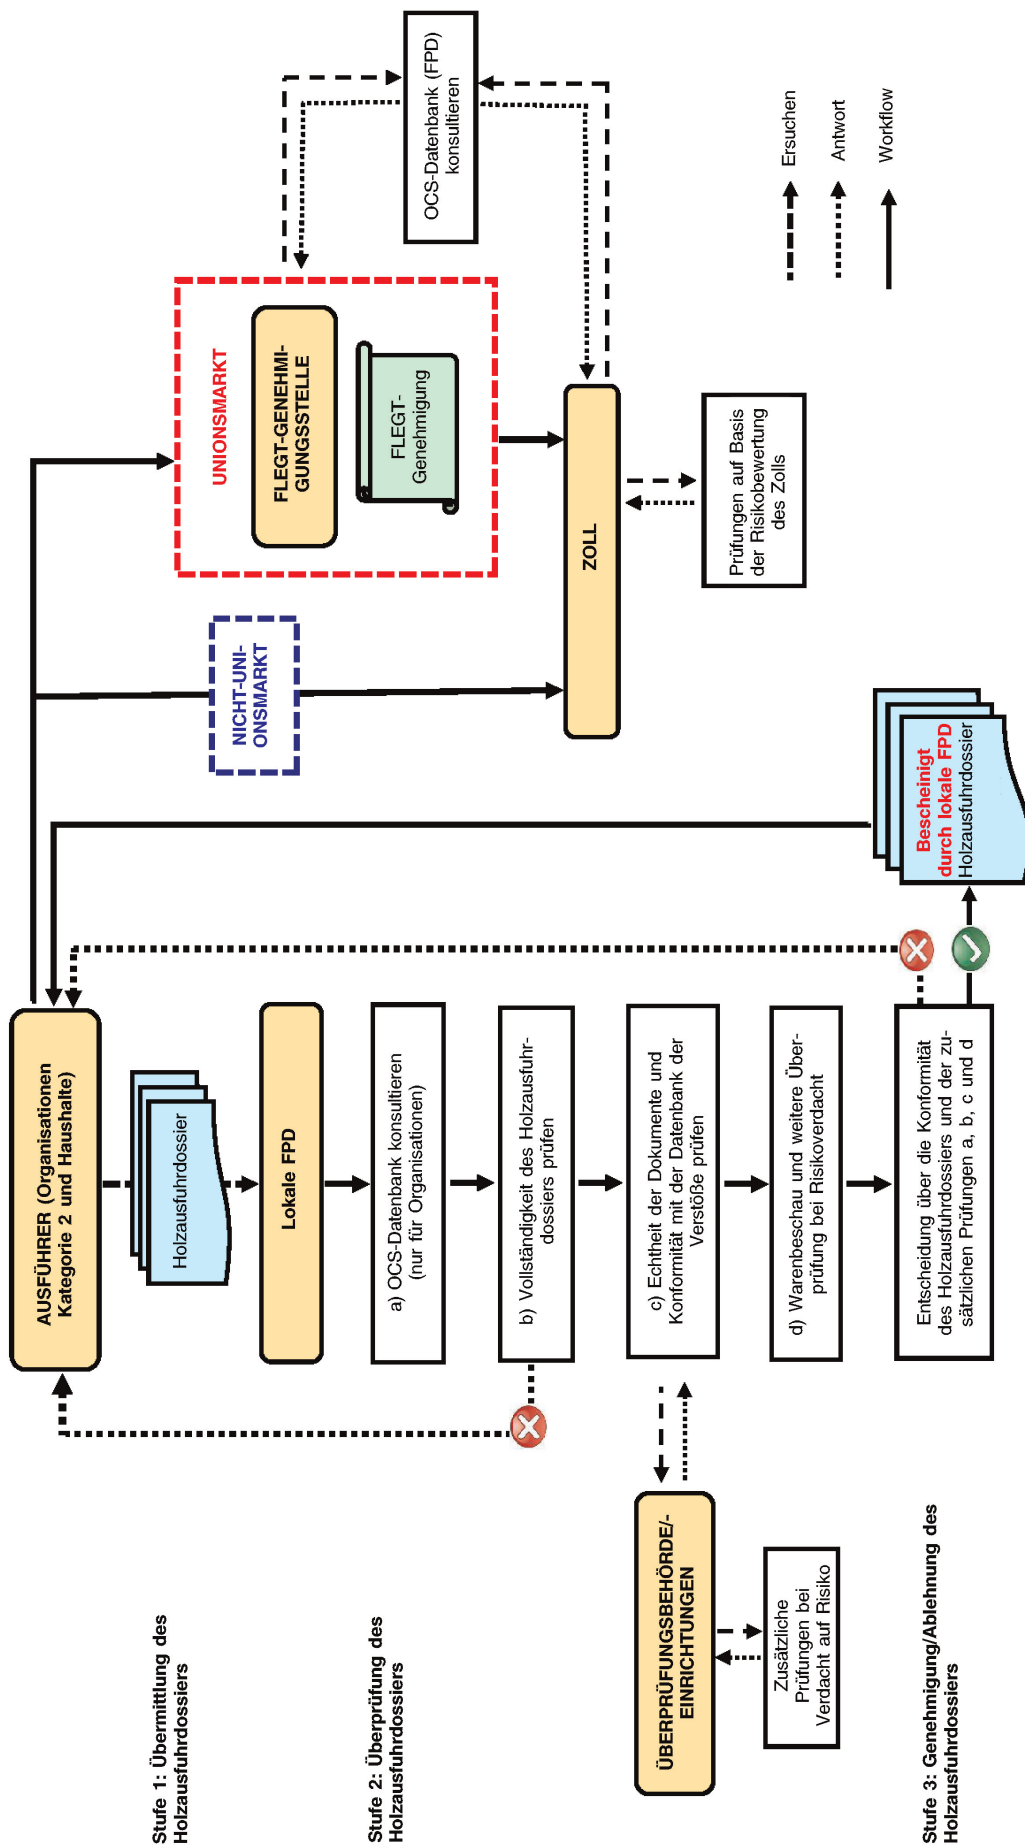 Stufe 1: Übermittlung des
Holzausfuhrdossiers
AUSFÜHRER (Organisationen
Kategorie 2 und Haushalte)
Holzausfuhrdossier
Stufe 2: Überprüfung des
Holzausfuhrdossiers
Lokale FPD
a) OCS-Datenbank konsultieren
(nur für Organisationen)
b) Vollständigkeit des Holzausfuhr-
dossiers prüfen
c) Echtheit der Dokumente und
Konformität mit der Datenbank der
Verstöße prüfen
d) Warenbeschau und weitere Über-
prüfung bei Risikoverdacht
ÜBERPRÜFUNGSBEHÖRDE/-
EINRICHTUNGEN
Zusätzliche
Prüfungen bei
Verdacht auf Risiko
Stufe 3: Genehmigung/Ablehnung des
Holzausfuhrdossiers
Entscheidung über die Konformität
des Holzausfuhrdossiers und der zu-
sätzlichen Prüfungen a, b, c und d
Bescheinigt
durch lokale FPD
Holzausfuhrdossier
NICHT-UNI-
ONSMARKT
UNIONSMARKT
FLEGT-GENEHMI-
GUNGSSTELLE
FLEGT-
Genehmigung
OCS-Datenbank (FPD)
konsultieren
ZOLL
Prüfungen auf Basis
der Risikobewertung
des Zolls
Ersuchen
Antwort
Workflow